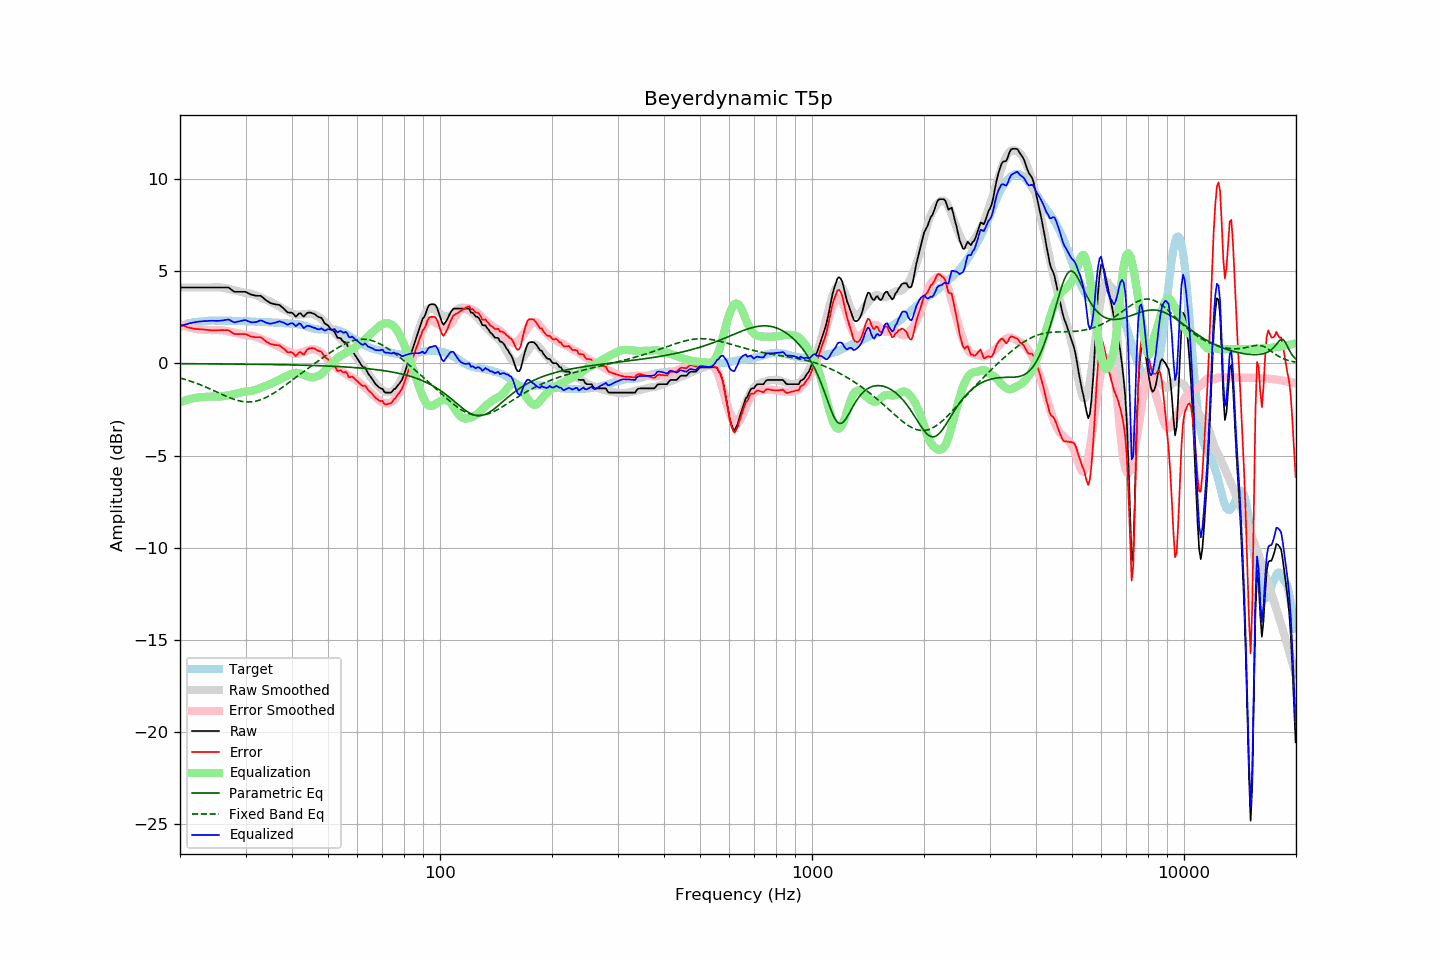 Beyerdynamic T5p
10
5
0
−5
−10
−15
−20
−25
Amplitude (dBr)
Target
Raw Smoothed
Error Smoothed
Raw
Error
Equalization
Parametric Eq
Fixed Band Eq
Equalized
100
1000
10000
Frequency (Hz)